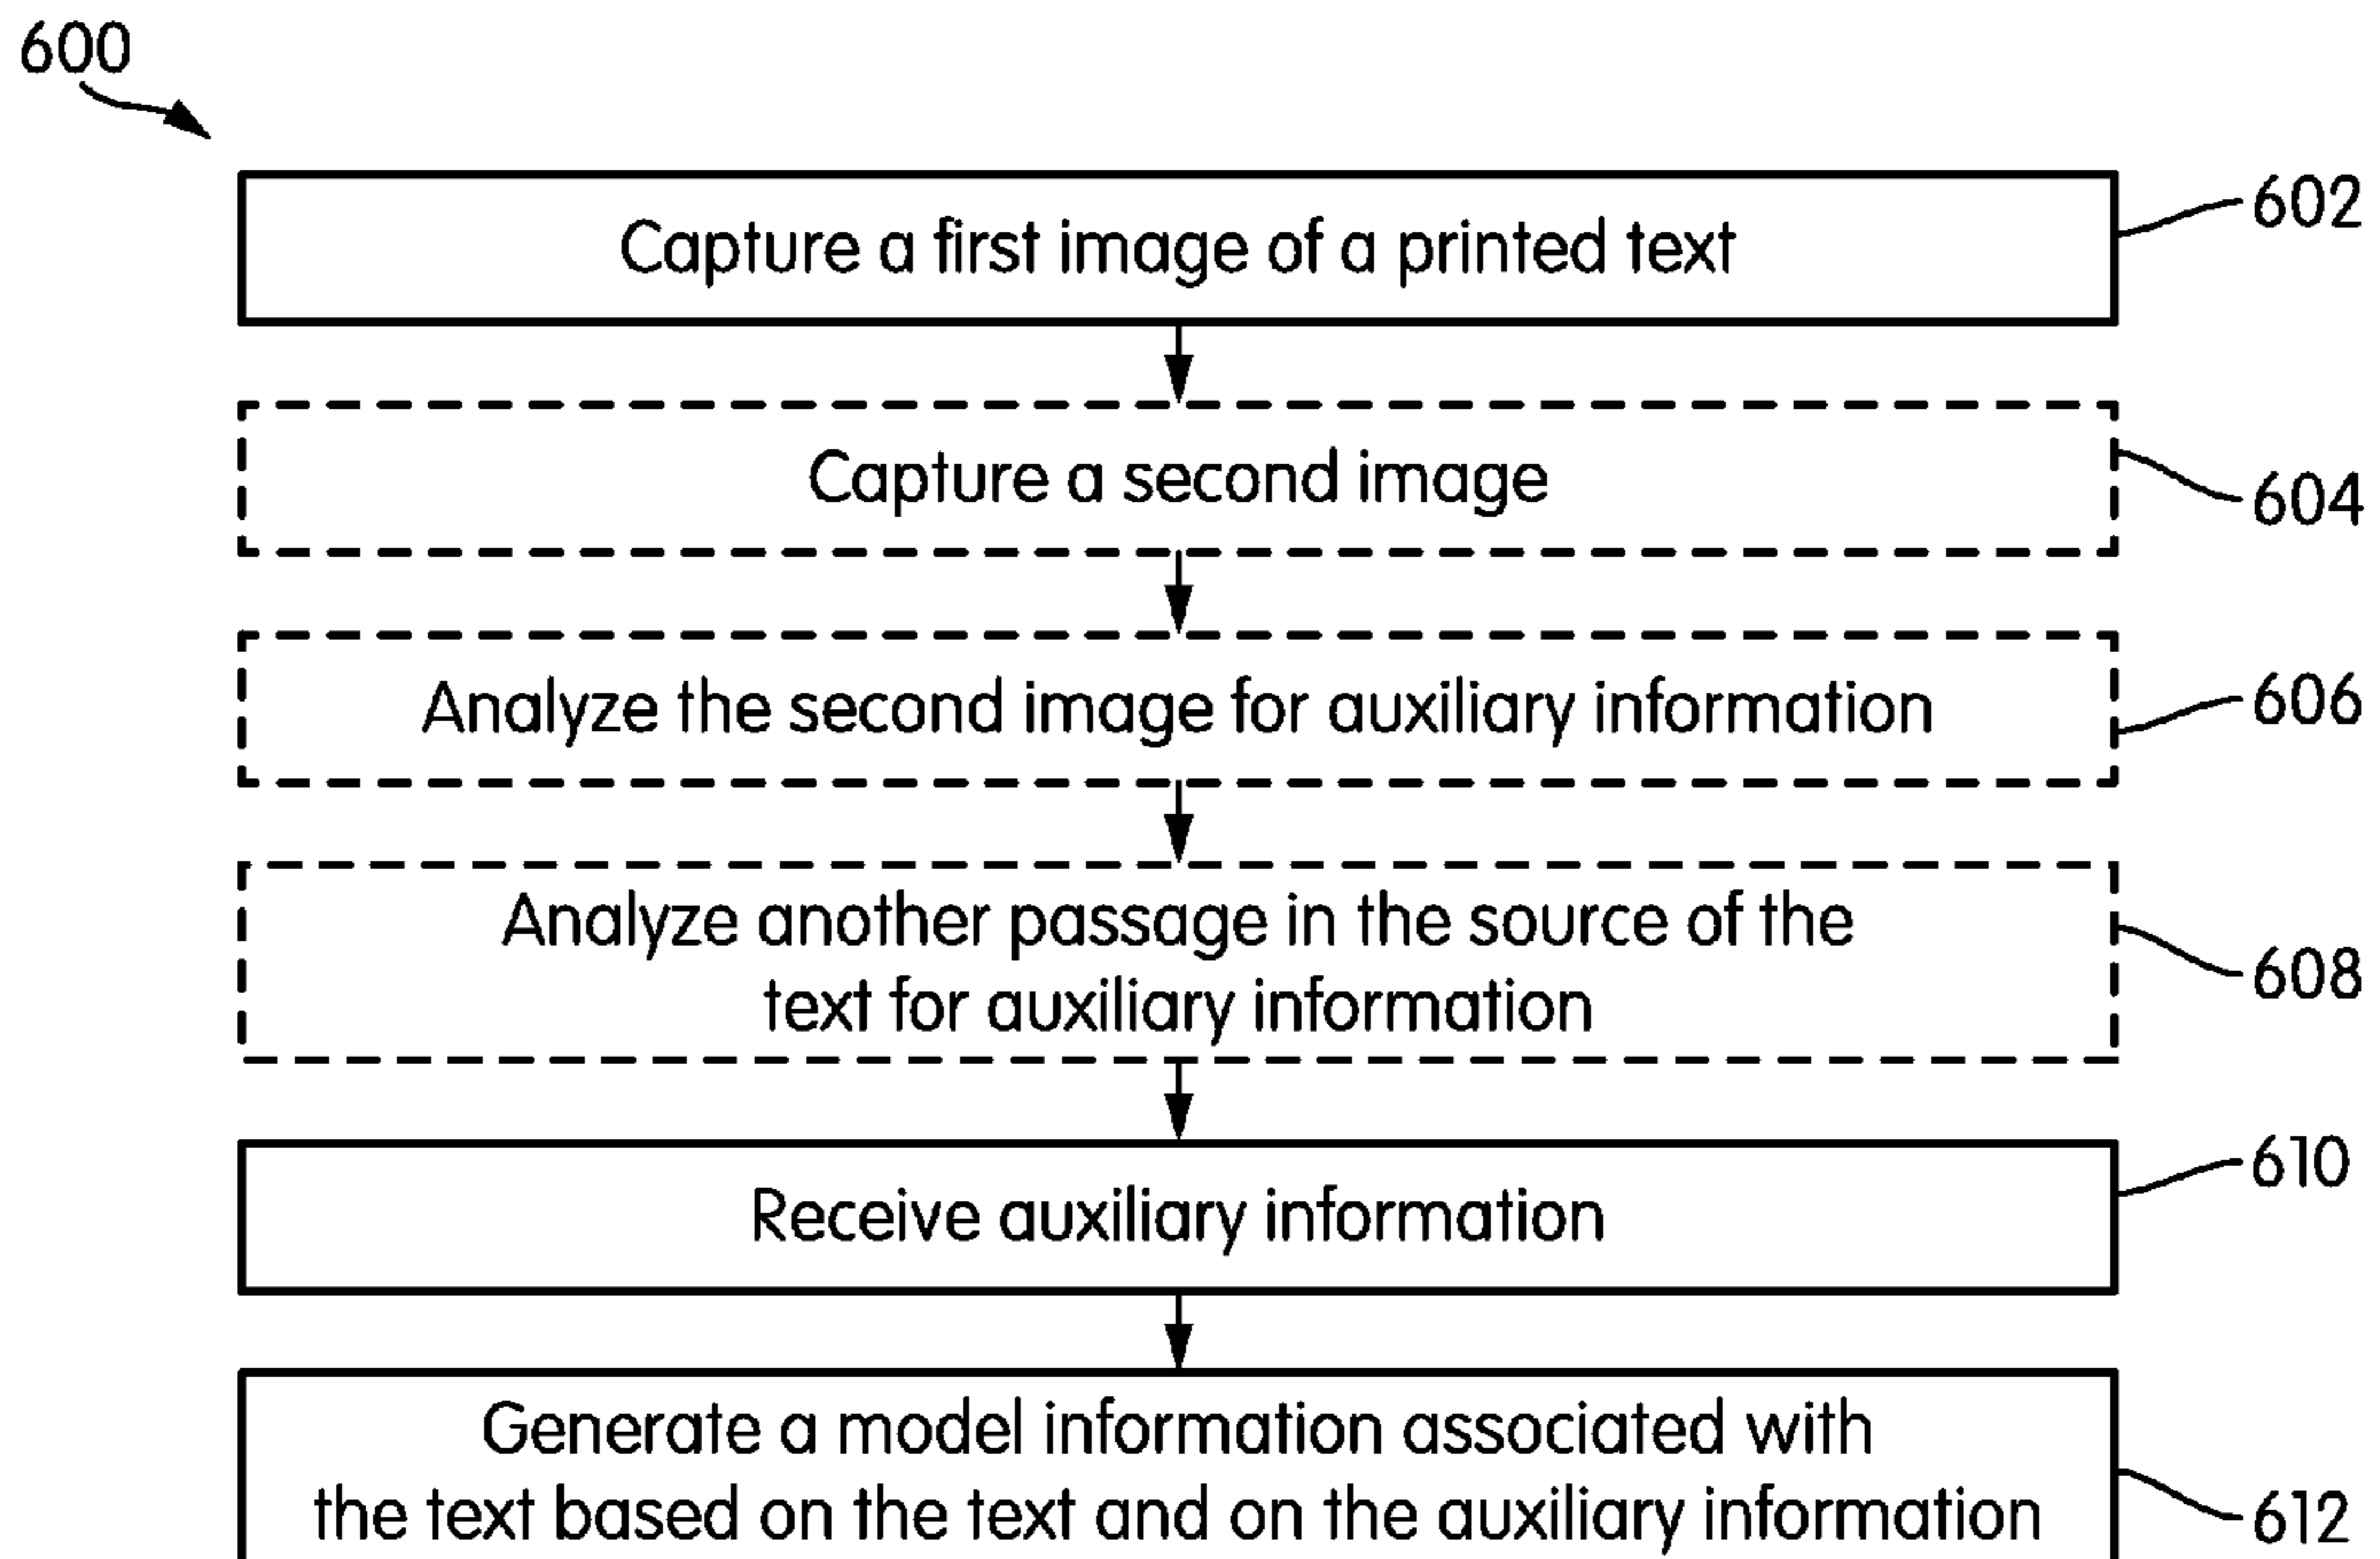 600
Capture a first image of a printed text
602
Capture a second image
604
Analyze the second image for auxiliary information
606
Analyze another passage in the source of the
text for auxiliary information
608
Receive auxiliary information
610
Generate a model information associated with
the text based on the text and on the auxiliary information
612